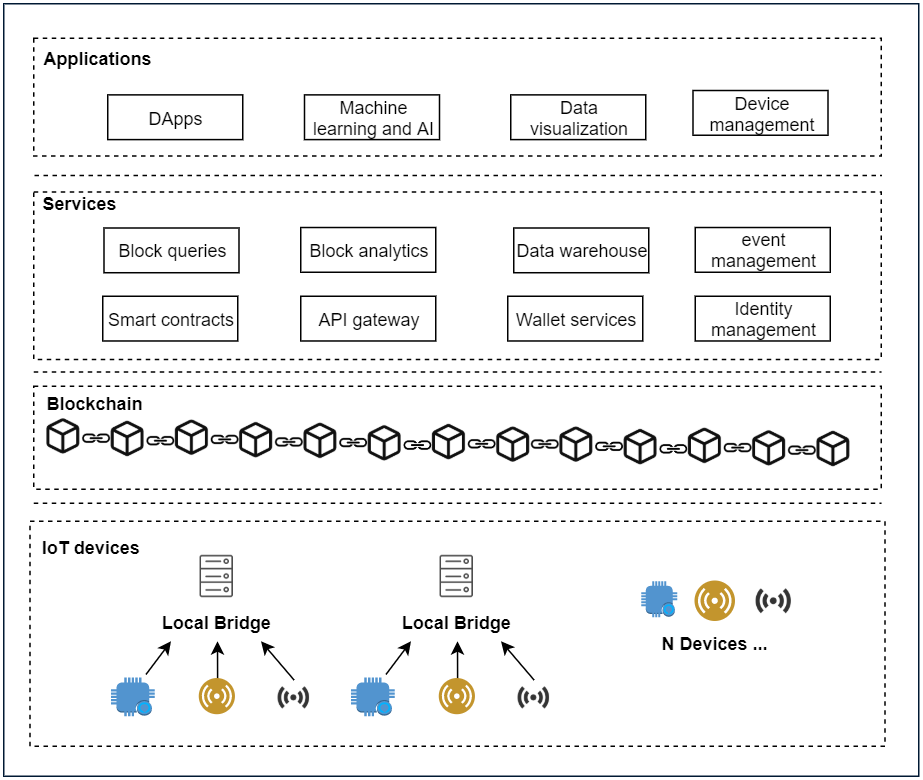 Applications
DApps
Machine
learning and AI
Data
visualization
Device
management
Services
Block queries
Block analytics
Data warehouse
event
management
Smart contracts
API gateway
Wallet services
Identity
management
Blockchain
IoT devices
Local Bridge
Local Bridge
N Devices ...